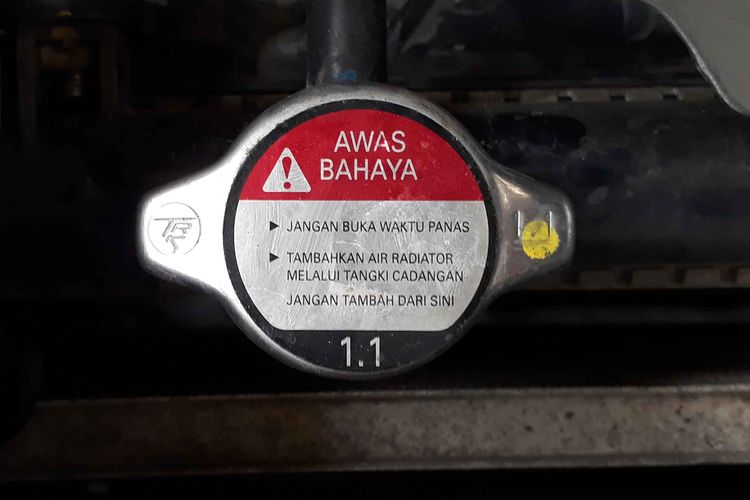 AWAS
BAHAYA
JANGAN BUKA WAKTU PANAS
TAMBAHKAN AIR RADIATOR
MELALUI TANGKI CADANGAN
JANGAN TAMBAH DARI SINI
1.1